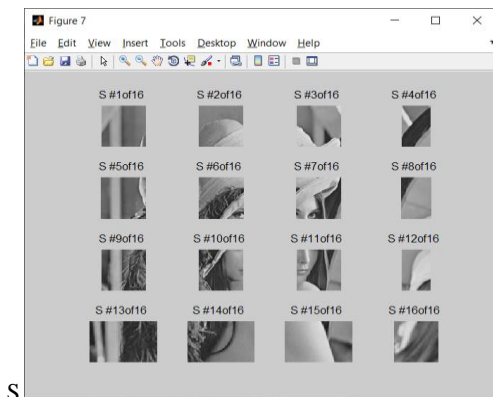 Figure 7
File Edit View Insert Tools Desktop Window Help
S #1of16 S #2of16 S #3of16 S #4of16
S #5of16 S #6of16 S #7of16 S #8of16
S #9of16 S #10of16 S #11of16 S #12of16
S #13of16 S #14of16 S #15of16 S #16of16
S